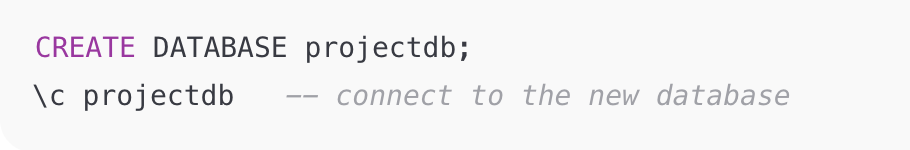 CREATE DATABASE projectdb;
\c projectdb   -- connect to the new database